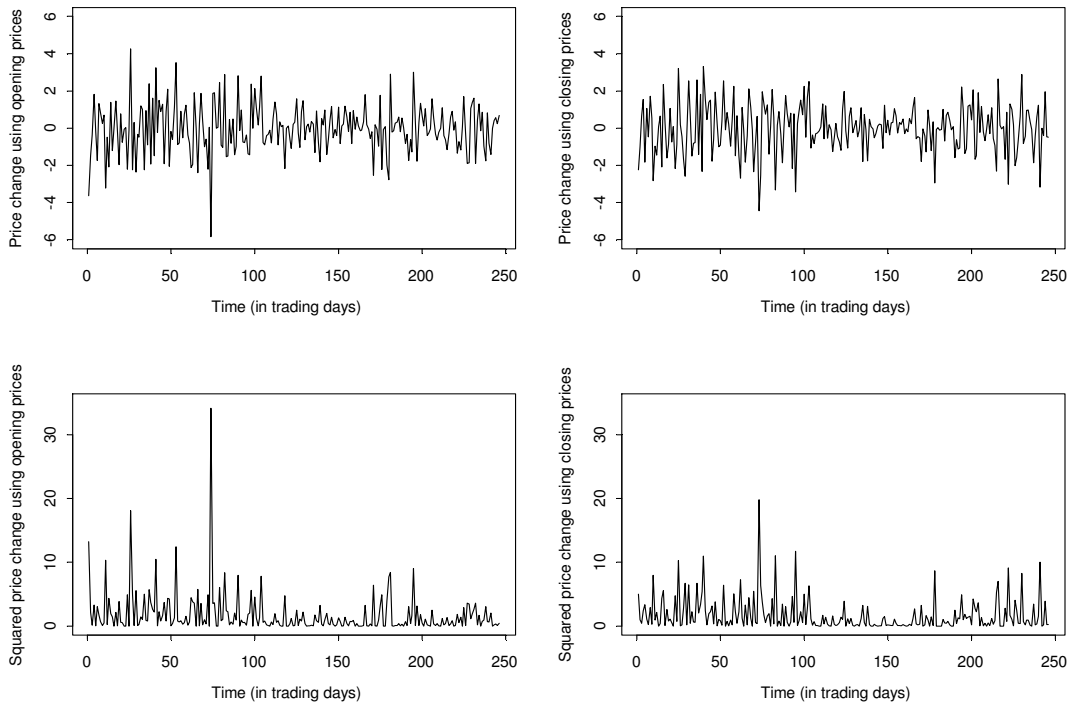 Price change using opening prices
6
4
2
0
-2
-4
-6
0 50 100 150 200 250
Time (in trading days)
Price change using closing prices
6
4
2
0
-2
-4
-6
0 50 100 150 200 250
Time (in trading days)
Squared price change using opening prices
30
20
10
0
0 50 100 150 200 250
Time (in trading days)
Squared price change using closing prices
30
20
10
0
0 50 100 150 200 250
Time (in trading days)